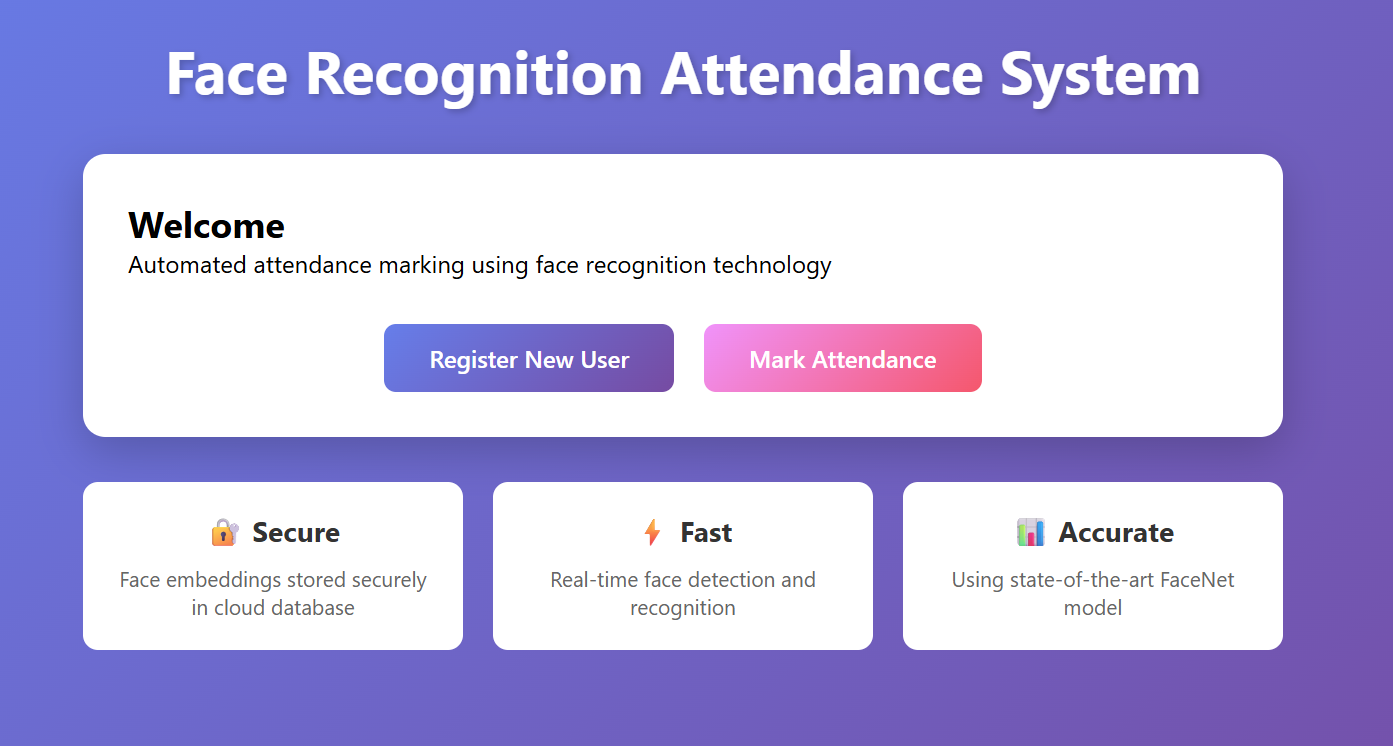 Face Recognition Attendance System
Welcome
Automated attendance marking using face recognition technology
Register New User
Mark Attendance
🔐 Secure
Face embeddings stored securely
in cloud database
⚡ Fast
Real-time face detection and
recognition
📊 Accurate
Using state-of-the-art FaceNet
model